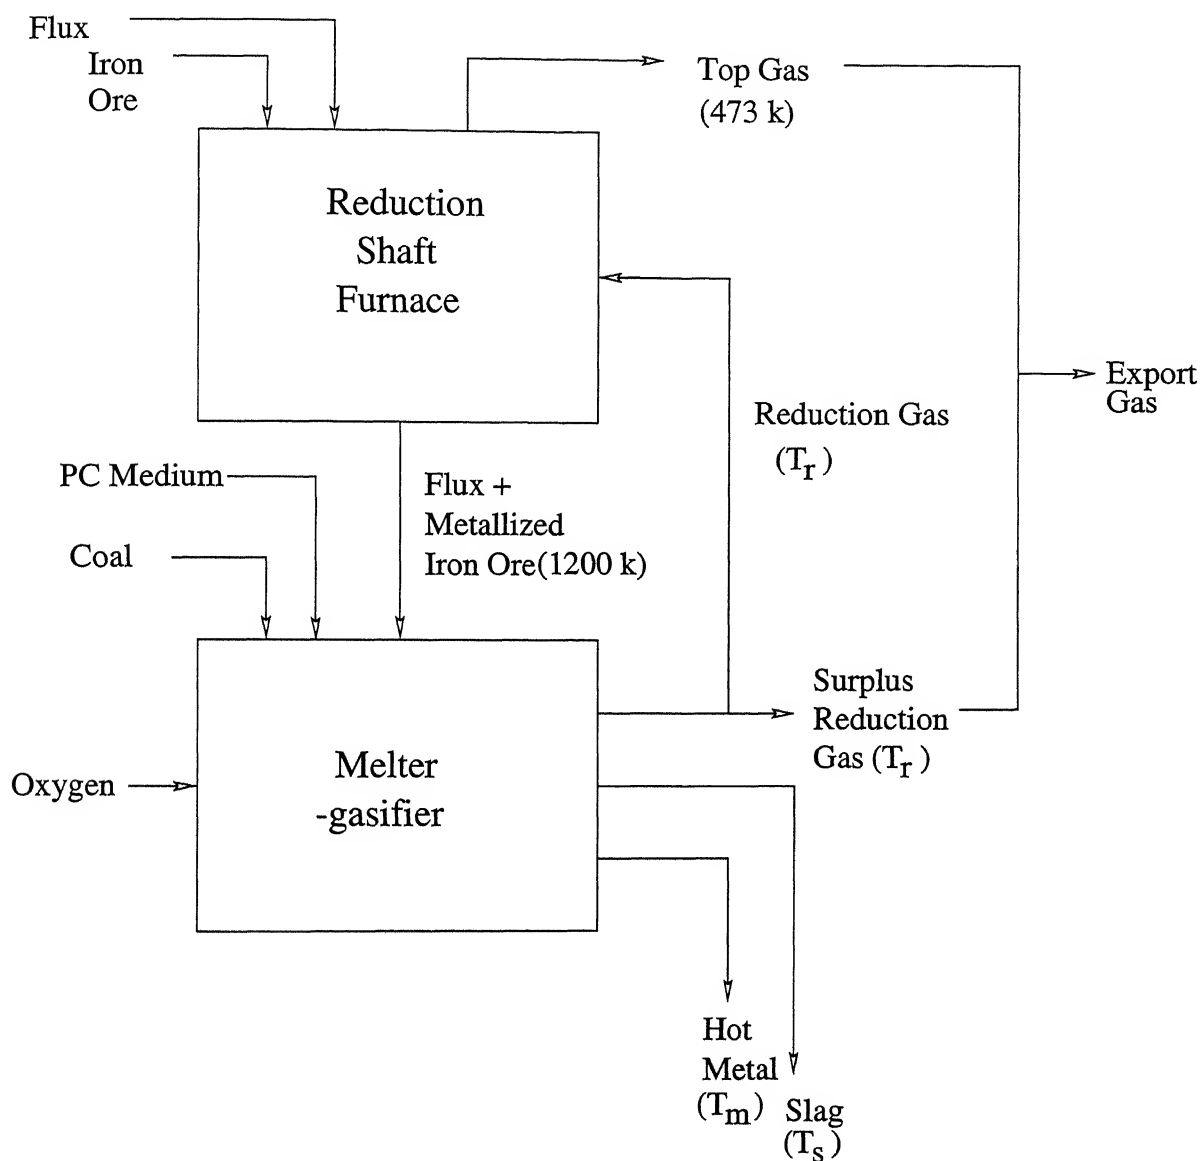 Flux
Iron
Ore
Top Gas
(473 k)
Reduction
Shaft
Furnace
Export
Gas
Reduction Gas
(Tr )
PC Medium
Flux +
Metallized
Iron Ore(1200 k)
Coal
Surplus
Reduction
Gas (Tr )
Melter
-gasifier
Oxygen
Hot
Metal
(Tm)
Slag
(Ts)